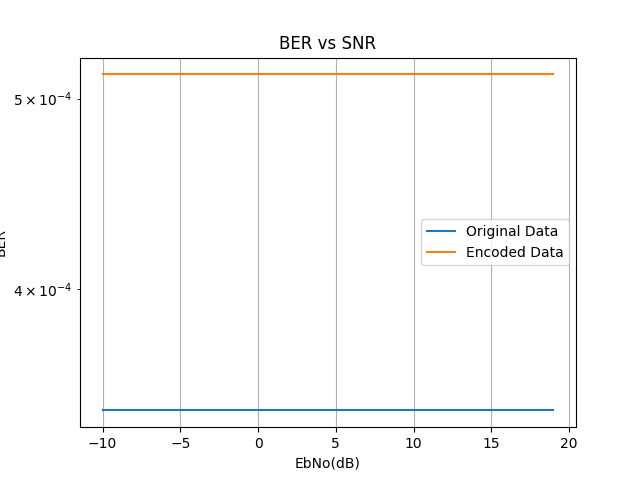 BER vs SNR
5 × 10⁻⁴
4 × 10⁻⁴
BER
Original Data
Encoded Data
−10
−5
0
5
10
15
20
EbNo(dB)